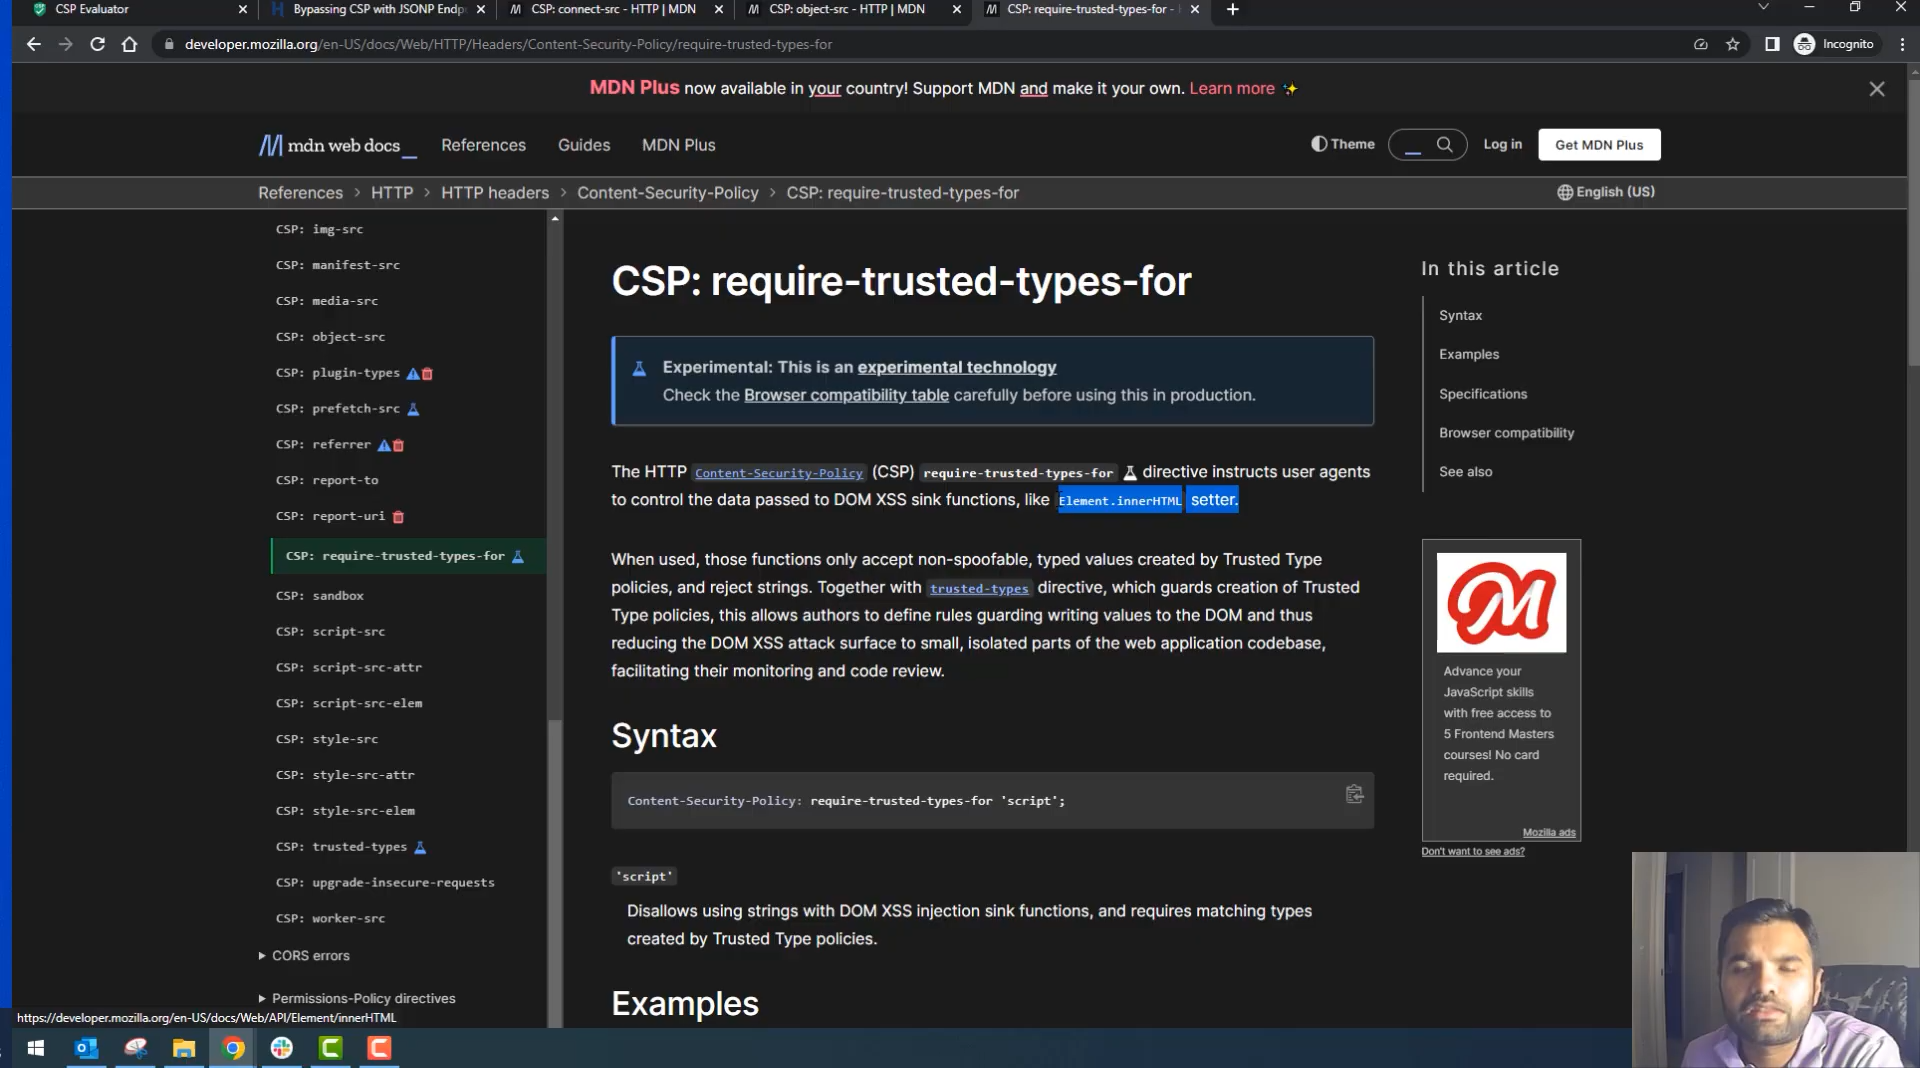 CSP Evaluator
Bypassing CSP with JSONP Endp
CSP: connect-src - HTTP | MDN
CSP: object-src - HTTP | MDN
CSP: require-trusted-types-for -
developer.mozilla.org/en-US/docs/Web/HTTP/Headers/Content-Security-Policy/require-trusted-types-for
Incognito
MDN Plus now available in your country! Support MDN and make it your own. Learn more ✨
mdn web docs_
References
Guides
MDN Plus
Theme
Log in
Get MDN Plus
References > HTTP > HTTP headers > Content-Security-Policy > CSP: require-trusted-types-for
English (US)
CSP: img-src
CSP: manifest-src
CSP: media-src
CSP: object-src
CSP: plugin-types
CSP: prefetch-src
CSP: referrer
CSP: report-to
CSP: report-uri
CSP: require-trusted-types-for
CSP: sandbox
CSP: script-src
CSP: script-src-attr
CSP: script-src-elem
CSP: style-src
CSP: style-src-attr
CSP: style-src-elem
CSP: trusted-types
CSP: upgrade-insecure-requests
CSP: worker-src
CORS errors
Permissions-Policy directives
https://developer.mozilla.org/en-US/docs/Web/API/Element/innerHTML
CSP: require-trusted-types-for
Experimental: This is an experimental technology
Check the Browser compatibility table carefully before using this in production.
The HTTP Content-Security-Policy (CSP) require-trusted-types-for directive instructs user agents
to control the data passed to DOM XSS sink functions, like Element.innerHTML setter.
When used, those functions only accept non-spoofable, typed values created by Trusted Type
policies, and reject strings. Together with trusted-types directive, which guards creation of Trusted
Type policies, this allows authors to define rules guarding writing values to the DOM and thus
reducing the DOM XSS attack surface to small, isolated parts of the web application codebase,
facilitating their monitoring and code review.
Syntax
Content-Security-Policy: require-trusted-types-for 'script';
'script'
Disallows using strings with DOM XSS injection sink functions, and requires matching types
created by Trusted Type policies.
Examples
In this article
Syntax
Examples
Specifications
Browser compatibility
See also
M
Advance your
JavaScript skills
with free access to
5 Frontend Masters
courses! No card
required.
Mozilla ads
Don't want to see ads?